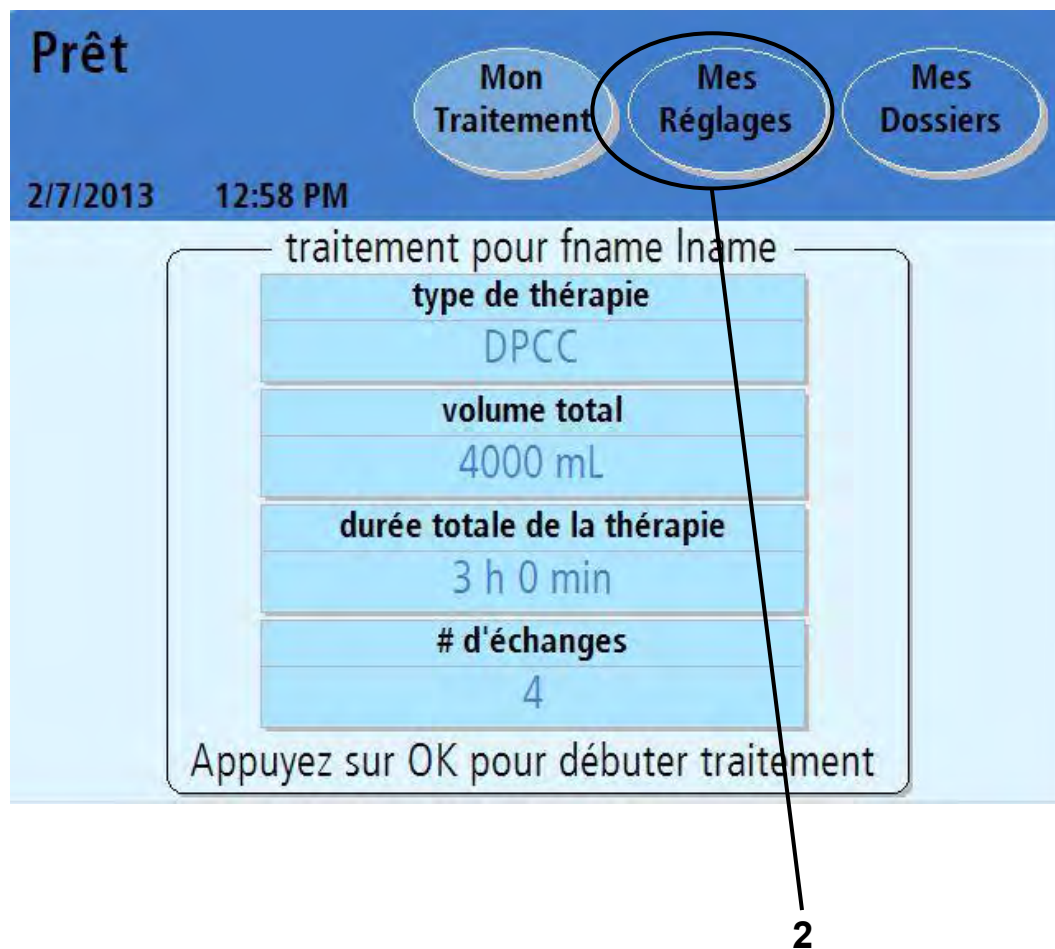 Prêt
Mon
Traitement
Mes
Réglages
Mes
Dossiers
2/7/2013 12:58 PM
traitement pour fname lname
type de thérapie
DPCC
volume total
4000 mL
durée totale de la thérapie
3 h 0 min
# d'échanges
4
Appuyez sur OK pour débuter traitement
2